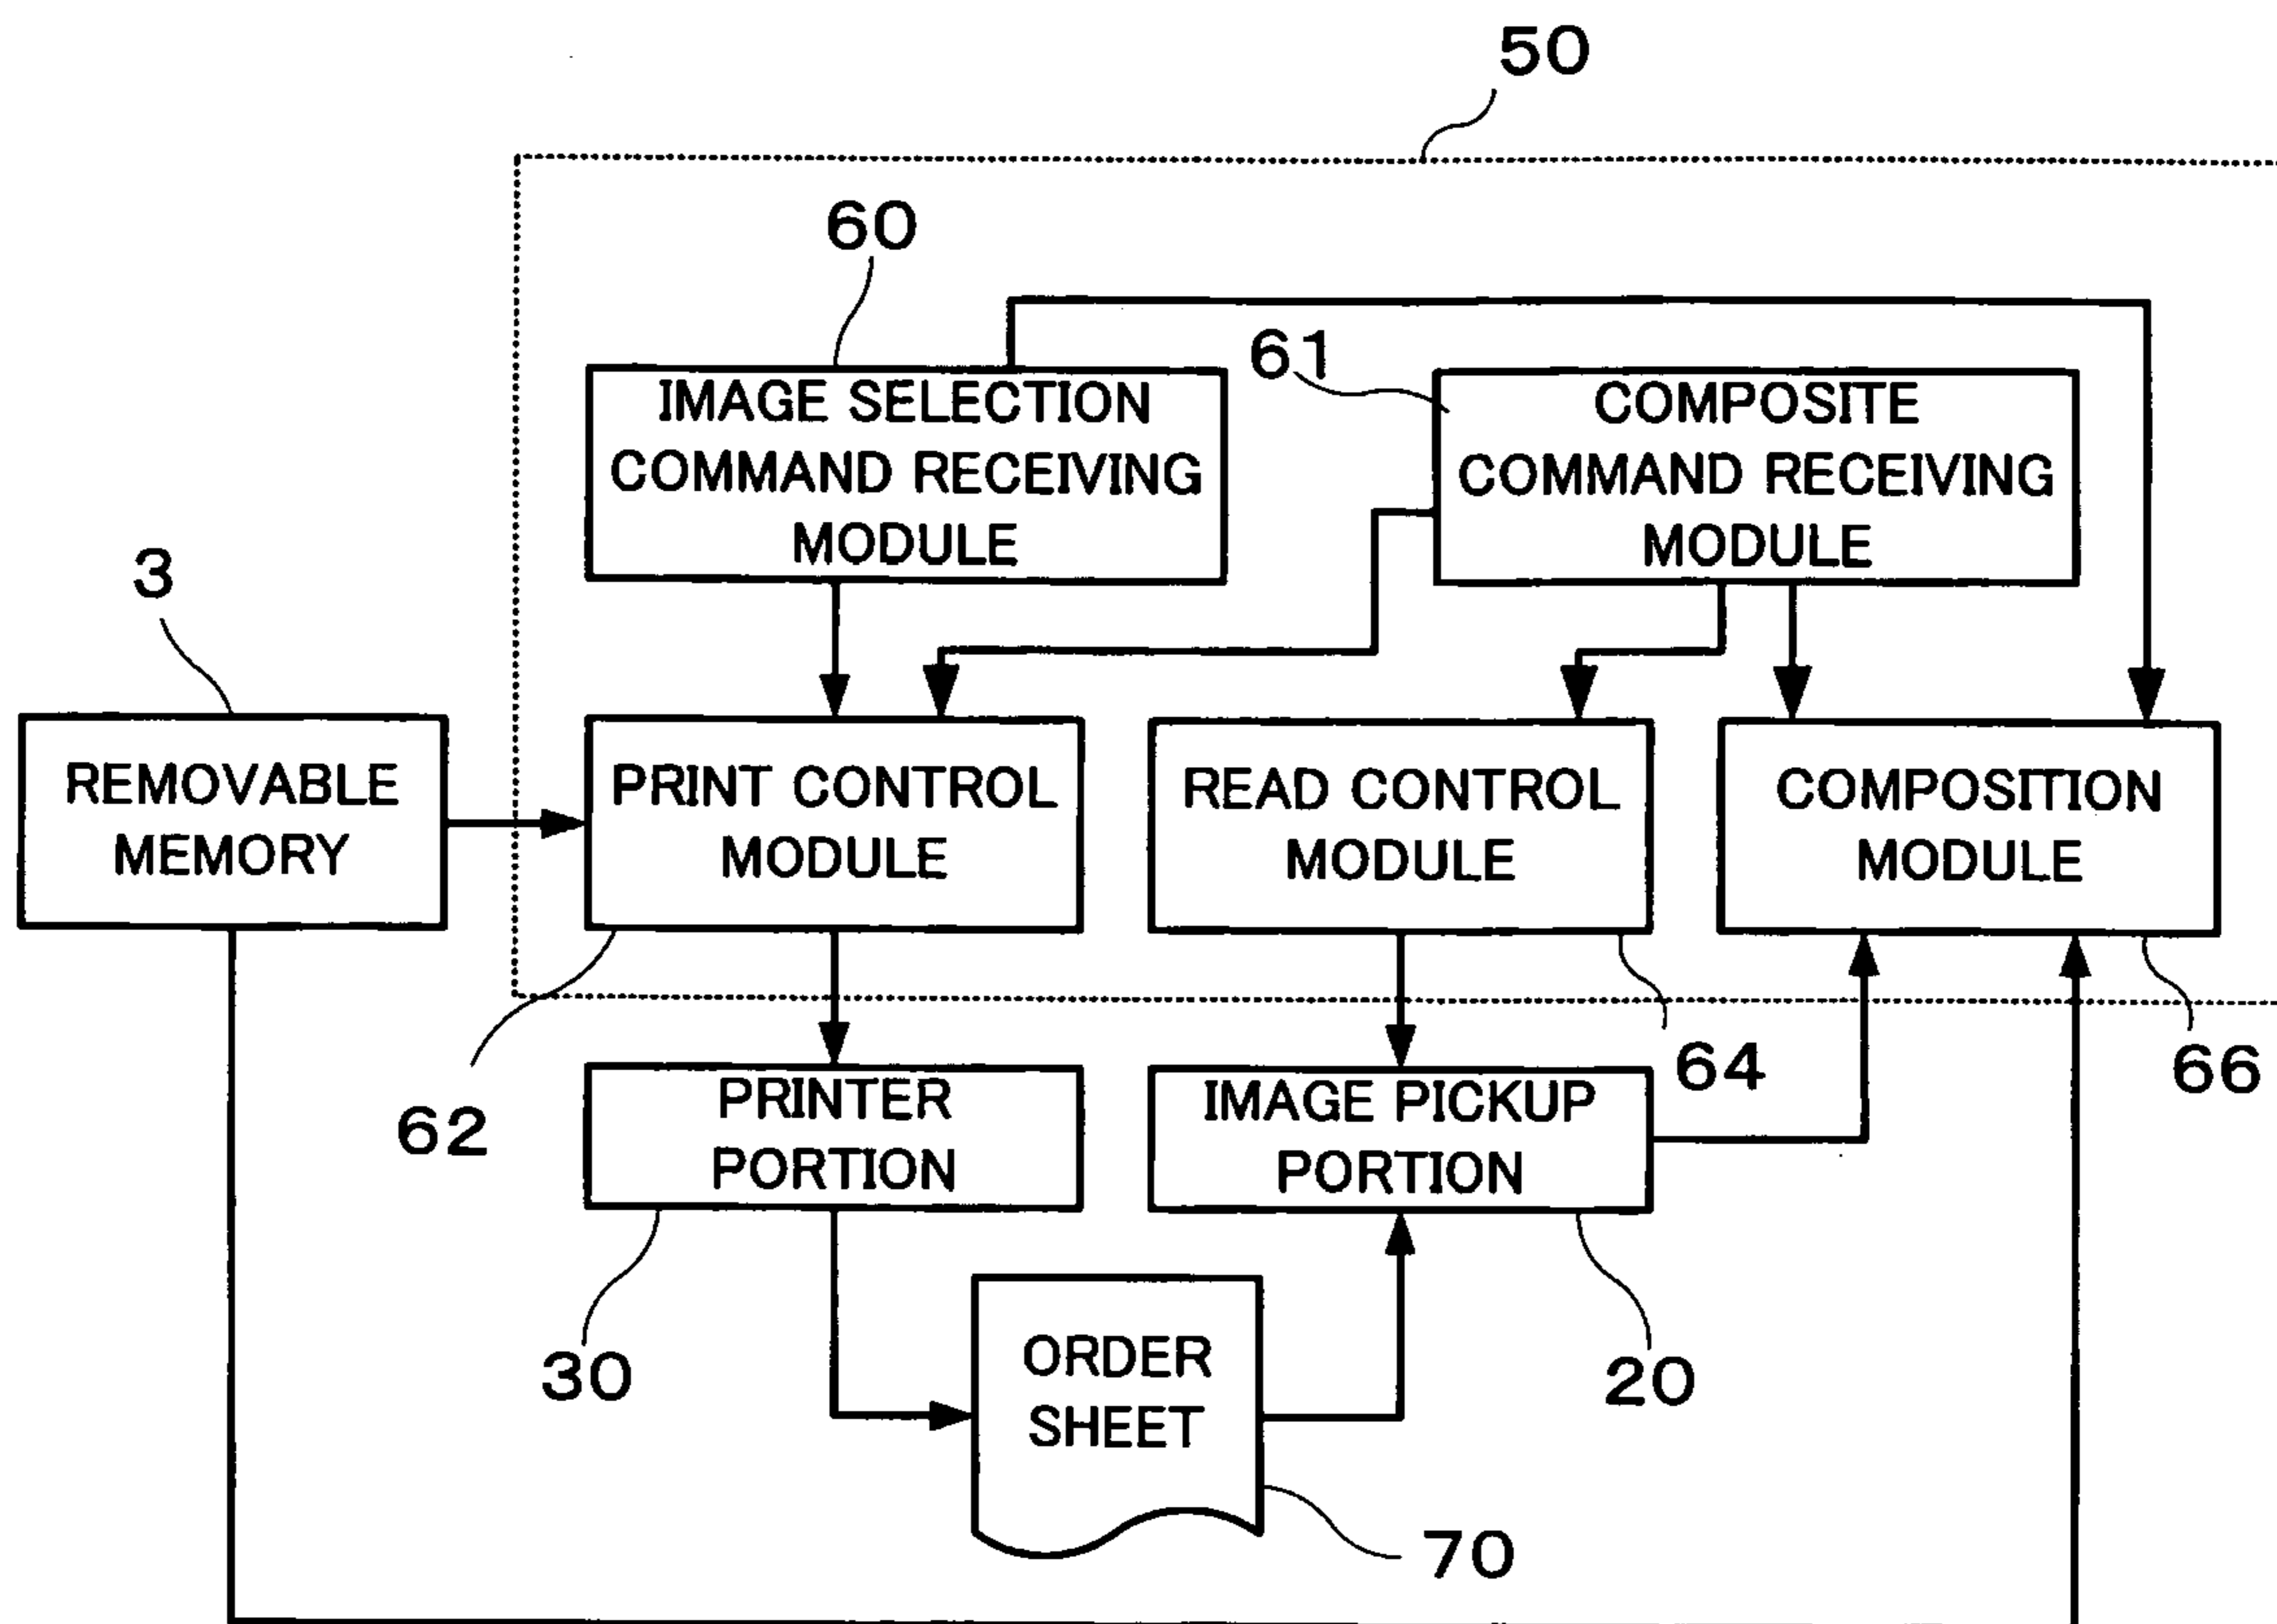 50
60
61
IMAGE SELECTION
COMMAND RECEIVING
MODULE
COMPOSITE
COMMAND RECEIVING
MODULE
3
REMOVABLE
MEMORY
PRINT CONTROL
MODULE
READ CONTROL
MODULE
COMPOSITION
MODULE
62
64
66
PRINTER
PORTION
IMAGE PICKUP
PORTION
30
20
ORDER
SHEET
70